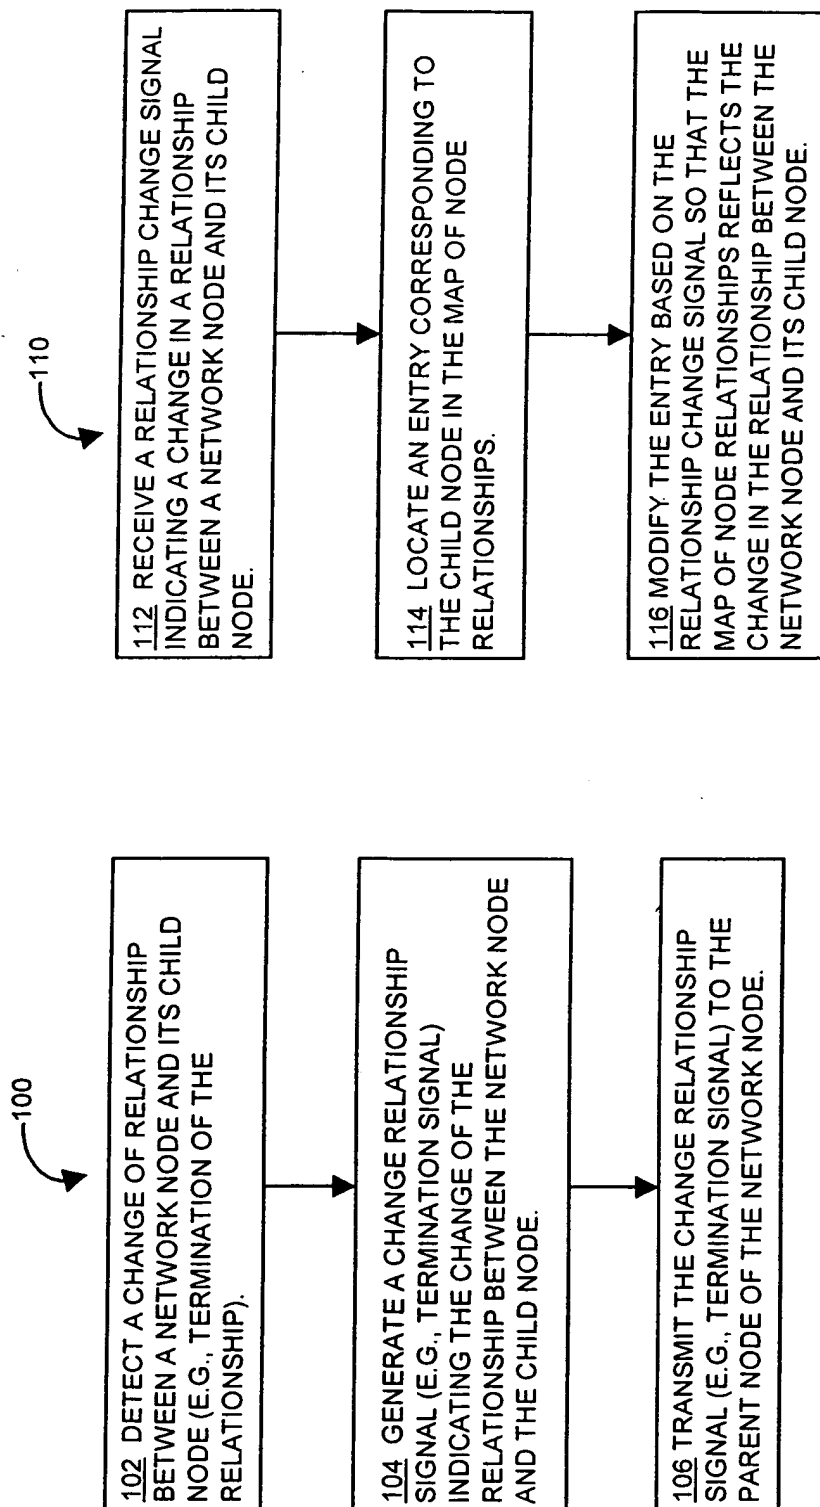 100
102 DETECT A CHANGE OF RELATIONSHIP
BETWEEN A NETWORK NODE AND ITS CHILD
NODE (E.G., TERMINATION OF THE
RELATIONSHIP).
104 GENERATE A CHANGE RELATIONSHIP
SIGNAL (E.G., TERMINATION SIGNAL)
INDICATING THE CHANGE OF THE
RELATIONSHIP BETWEEN THE NETWORK NODE
AND THE CHILD NODE.
106 TRANSMIT THE CHANGE RELATIONSHIP
SIGNAL (E.G., TERMINATION SIGNAL) TO THE
PARENT NODE OF THE NETWORK NODE.
110
112 RECEIVE A RELATIONSHIP CHANGE SIGNAL
INDICATING A CHANGE IN A RELATIONSHIP
BETWEEN A NETWORK NODE AND ITS CHILD
NODE.
114 LOCATE AN ENTRY CORRESPONDING TO
THE CHILD NODE IN THE MAP OF NODE
RELATIONSHIPS.
116 MODIFY THE ENTRY BASED ON THE
RELATIONSHIP CHANGE SIGNAL SO THAT THE
MAP OF NODE RELATIONSHIPS REFLECTS THE
CHANGE IN THE RELATIONSHIP BETWEEN THE
NETWORK NODE AND ITS CHILD NODE.